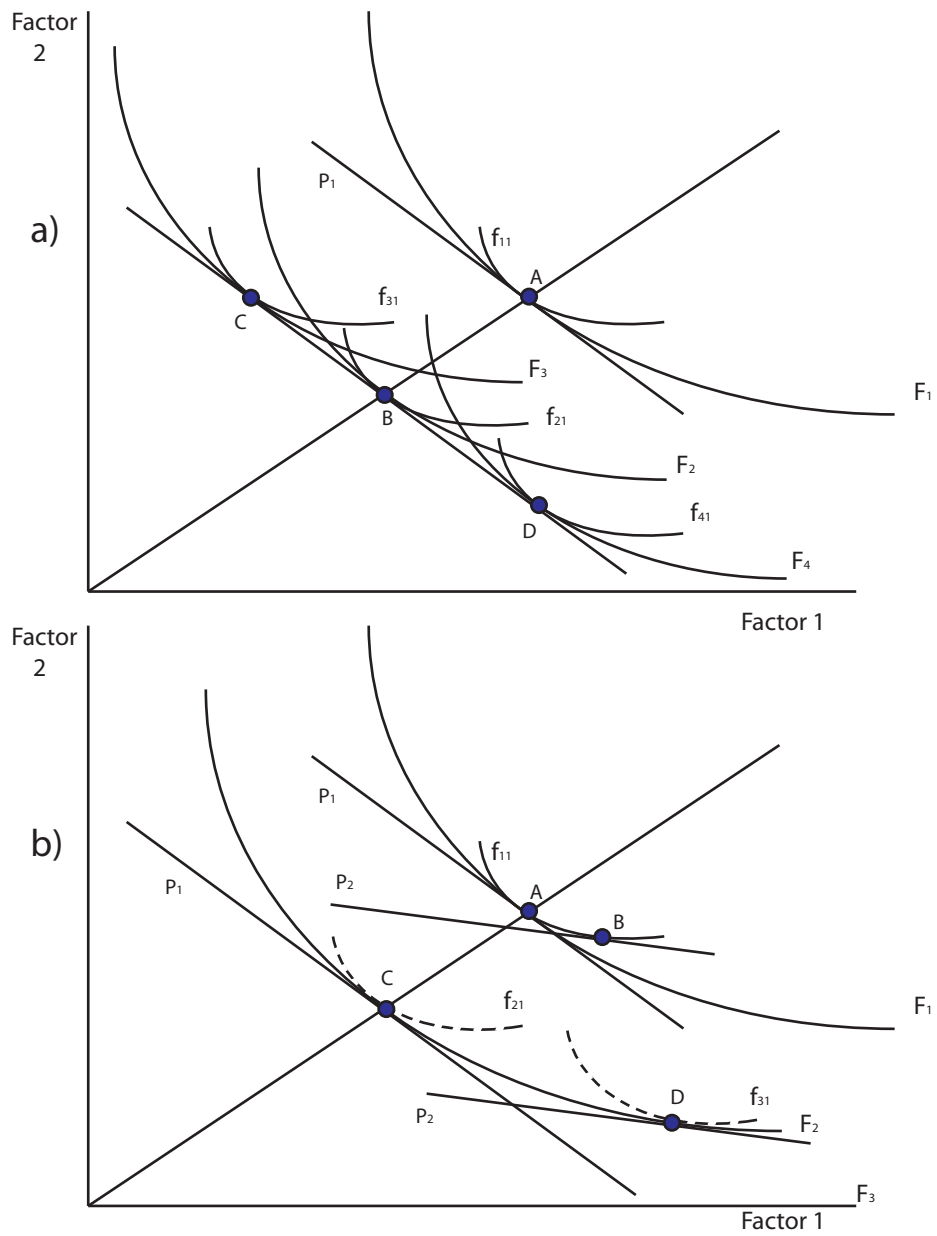 Factor
2
a)
P₁
f₁₁
A
C
f₃₁
F₃
F₁
B
f₂₁
F₂
D
f₄₁
F₄
Factor 1
Factor
2
b)
P₁
P₁
P₂
f₁₁
A
B
C
f₂₁
F₁
D
f₃₁
P₂
F₂
F₃
Factor 1